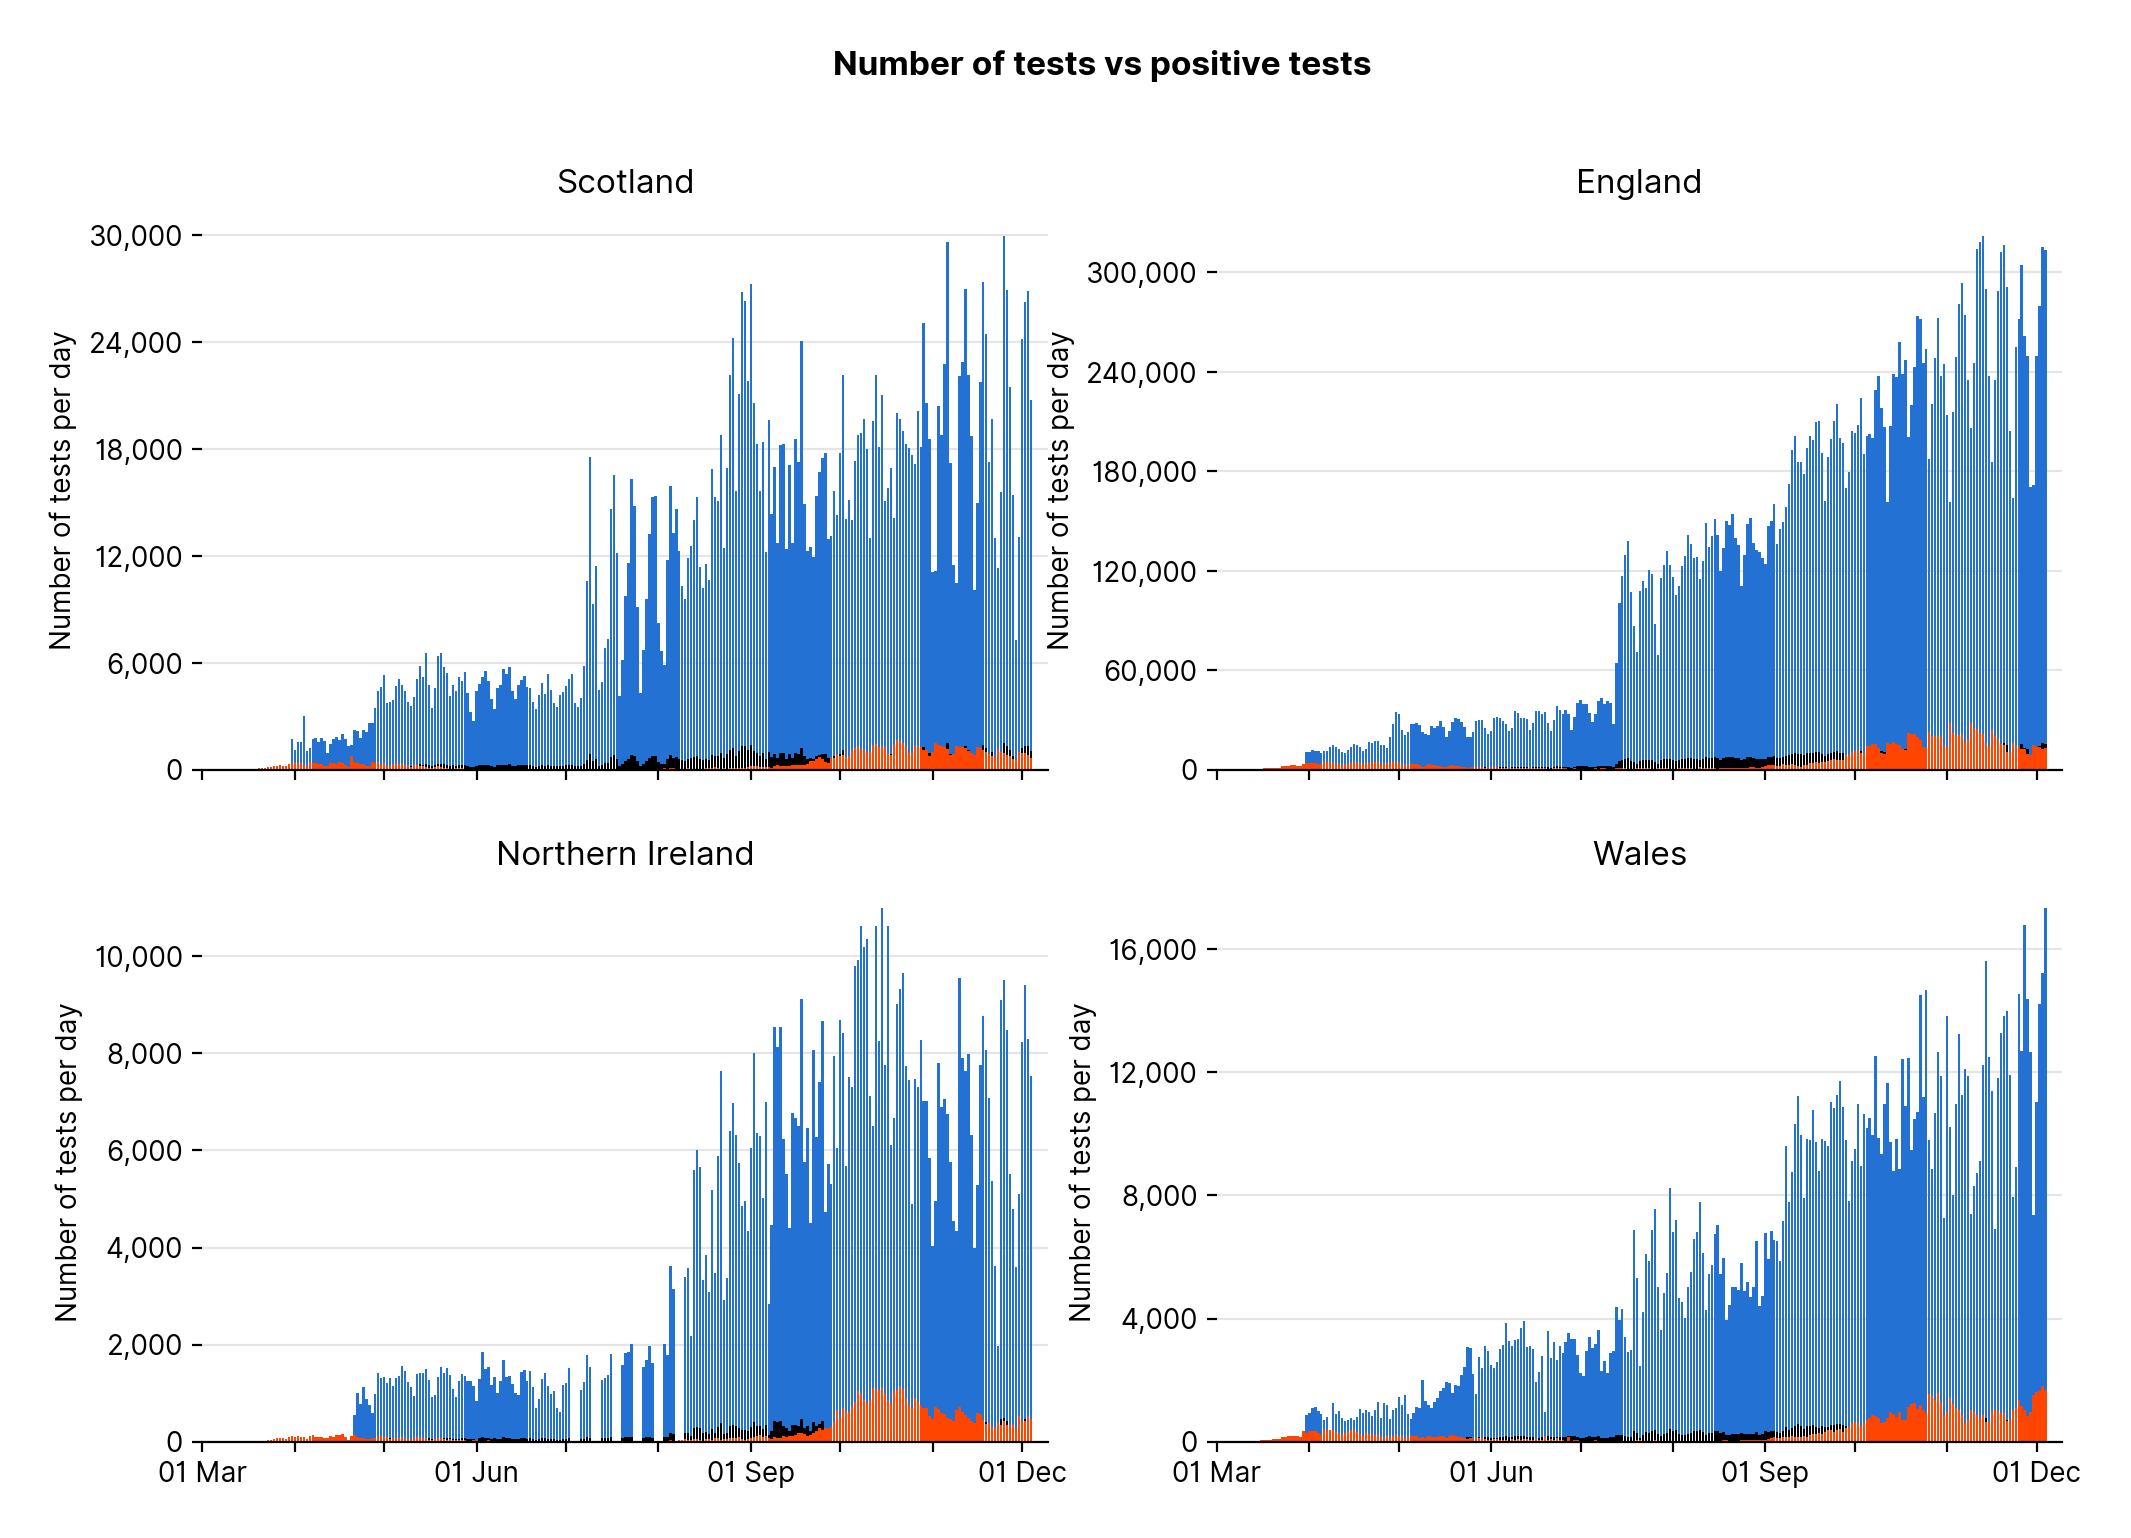 Number of tests vs positive tests
Scotland
Number of tests per day
30,000
24,000
18,000
12,000
6,000
0
England
Number of tests per day
300,000
240,000
180,000
120,000
60,000
0
Northern Ireland
Number of tests per day
10,000
8,000
6,000
4,000
2,000
0
01 Mar
01 Jun
01 Sep
01 Dec
Wales
Number of tests per day
16,000
12,000
8,000
4,000
0
01 Mar
01 Jun
01 Sep
01 Dec